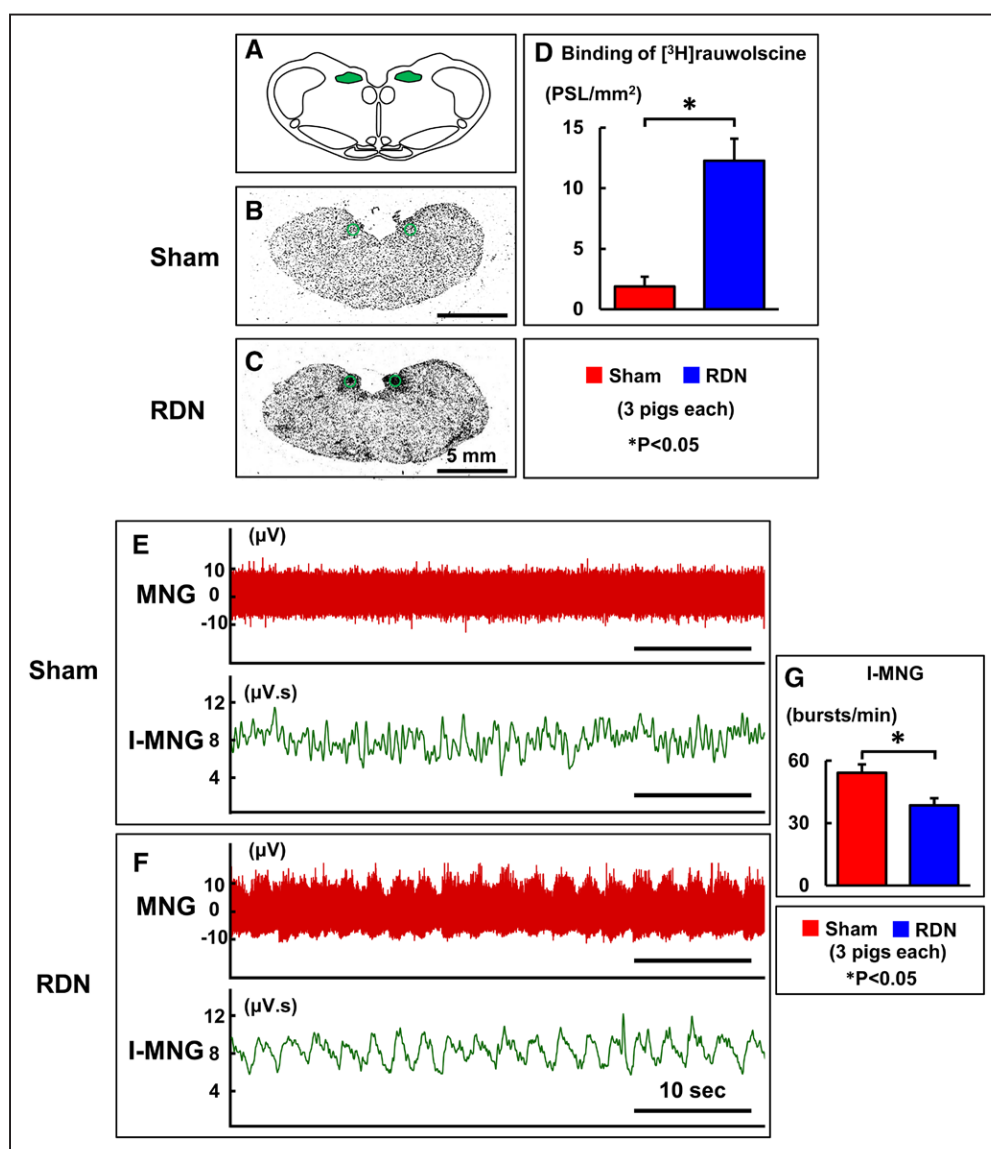 A
D Binding of [³H]rauwolscine
(PSL/mm²)
*
15
10
5
0
B
Sham
C
RDN
5 mm
Sham RDN
(3 pigs each)
*P<0.05
E
(µV)
MNG
10
0
-10
Sham
(µV.s)
I-MNG
12
8
4
F
(µV)
MNG
10
0
-10
RDN
(µV.s)
I-MNG
12
8
4
10 sec
G I-MNG
(bursts/min)
*
60
30
0
Sham RDN
(3 pigs each)
*P<0.05